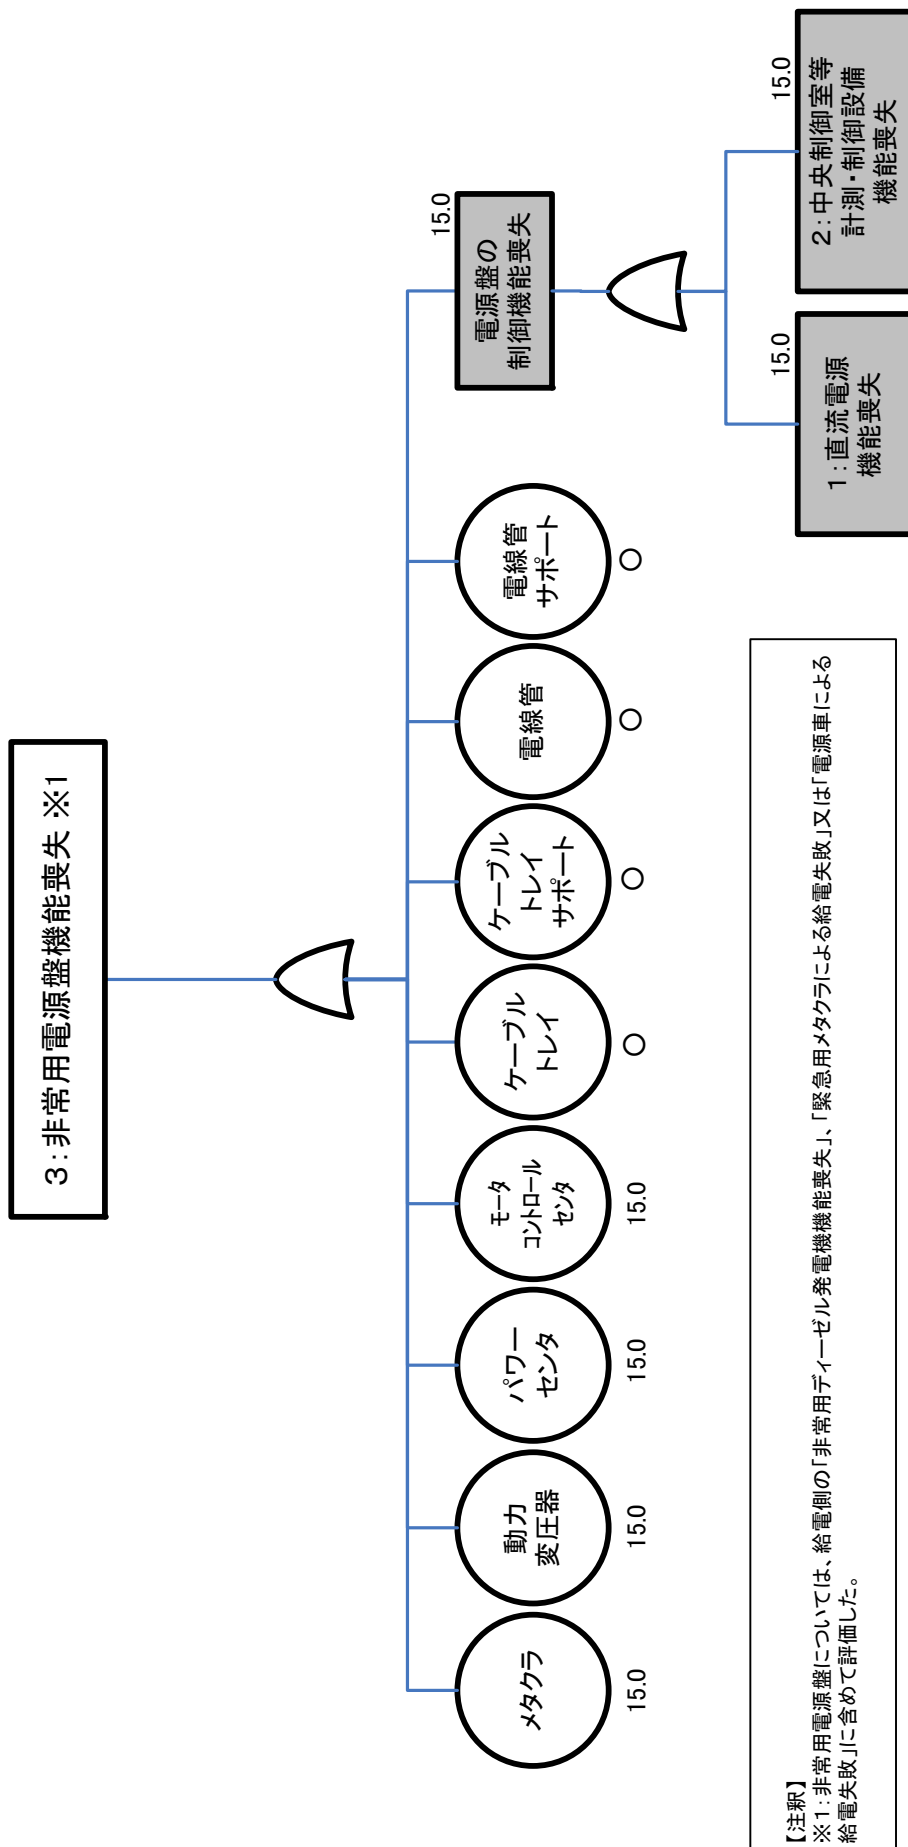 3:非常用電源盤機能喪失 ※1
メタクラ
15.0
動力
変圧器
15.0
パワー
センタ
15.0
モータ
コントロール
センタ
15.0
ケーブル
トレイ
○
ケーブル
トレイ
サポート
○
電線管
○
電線管
サポート
○
電源盤の
制御機能喪失
15.0
1:直流電源
機能喪失
15.0
2:中央制御室等
計測・制御設備
機能喪失
15.0
【注釈】
※1:非常用電源盤については、給電側の「非常用ディーゼル発電機機能喪失」、「緊急用メタクラによる給電失敗」又は「電源車による
給電失敗」に含めて評価した。